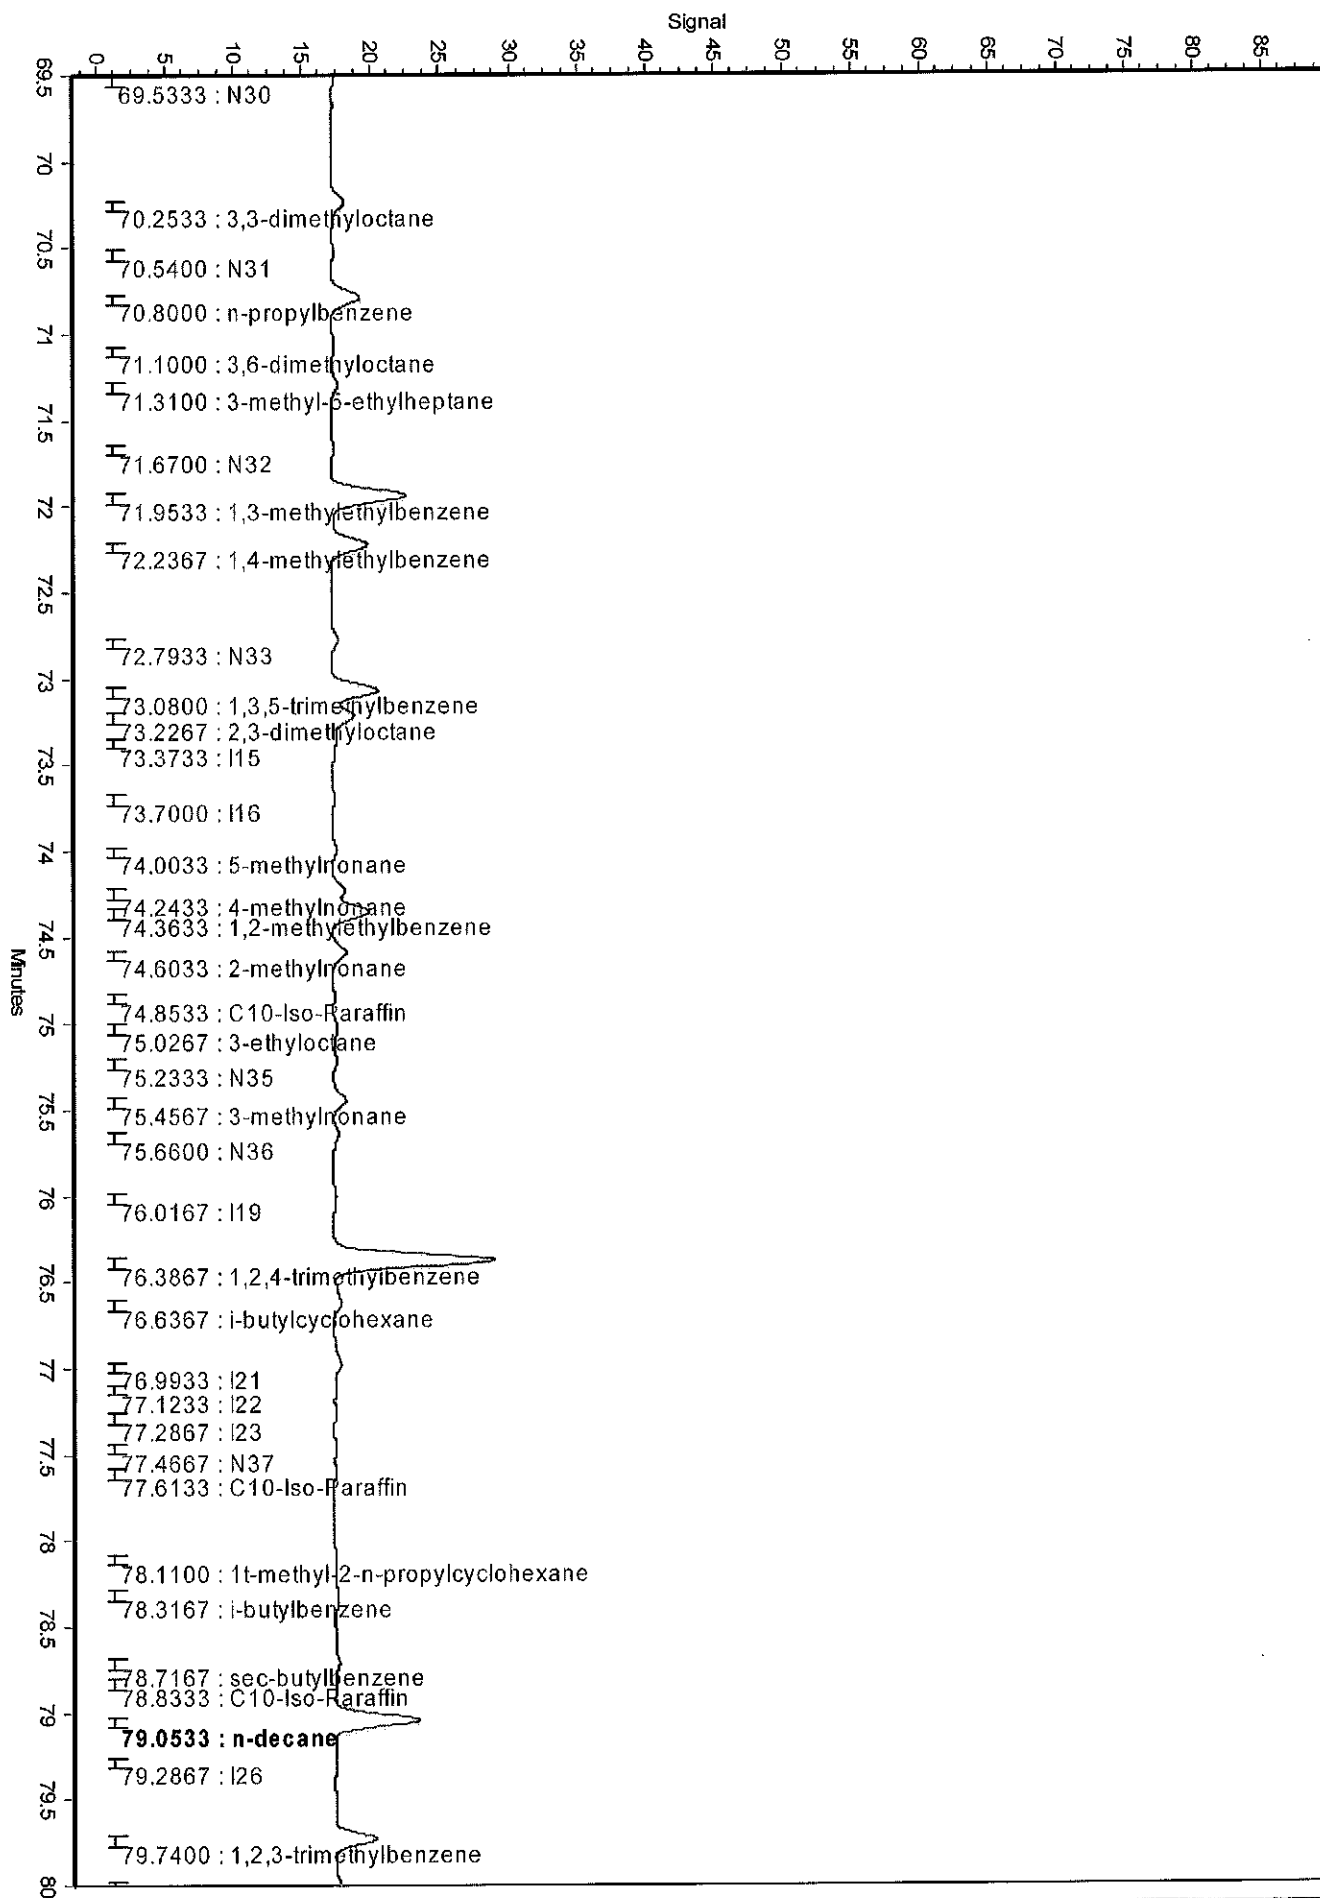 Signal
0
5
10
15
20
25
30
35
40
45
50
55
60
65
70
75
80
85
69.5
69.5333 : N30
70
70.2533 : 3,3-dimethyloctane
70.5
70.5400 : N31
70.8000 : n-propylbenzene
71
71.1000 : 3,6-dimethyloctane
71.3100 : 3-methyl-5-ethylheptane
71.5
71.6700 : N32
72
71.9533 : 1,3-methylethylbenzene
72.2367 : 1,4-methylethylbenzene
72.5
72.7933 : N33
73
73.0800 : 1,3,5-trimethylbenzene
73.2267 : 2,3-dimethyloctane
73.3733 : I15
73.5
73.7000 : I16
74
74.0033 : 5-methylnonane
74.2433 : 4-methylnonane
74.3633 : 1,2-methylethylbenzene
74.5
74.6033 : 2-methylnonane
74.8533 : C10-Iso-Paraffin
75
75.0267 : 3-ethyloctane
75.2333 : N35
75.5
75.4567 : 3-methylnonane
75.6600 : N36
76
76.0167 : I19
76.3867 : 1,2,4-trimethylbenzene
76.5
76.6367 : i-butylcyclohexane
77
76.9933 : I21
77.1233 : I22
77.2867 : I23
77.5
77.4667 : N37
77.6133 : C10-Iso-Paraffin
78
78.1100 : 1t-methyl-2-n-propylcyclohexane
78.3167 : i-butylbenzene
78.5
78.7167 : sec-butylbenzene
78.8333 : C10-Iso-Paraffin
79
79.0533 : n-decane
79.2867 : I26
79.5
79.7400 : 1,2,3-trimethylbenzene
80
Minutes